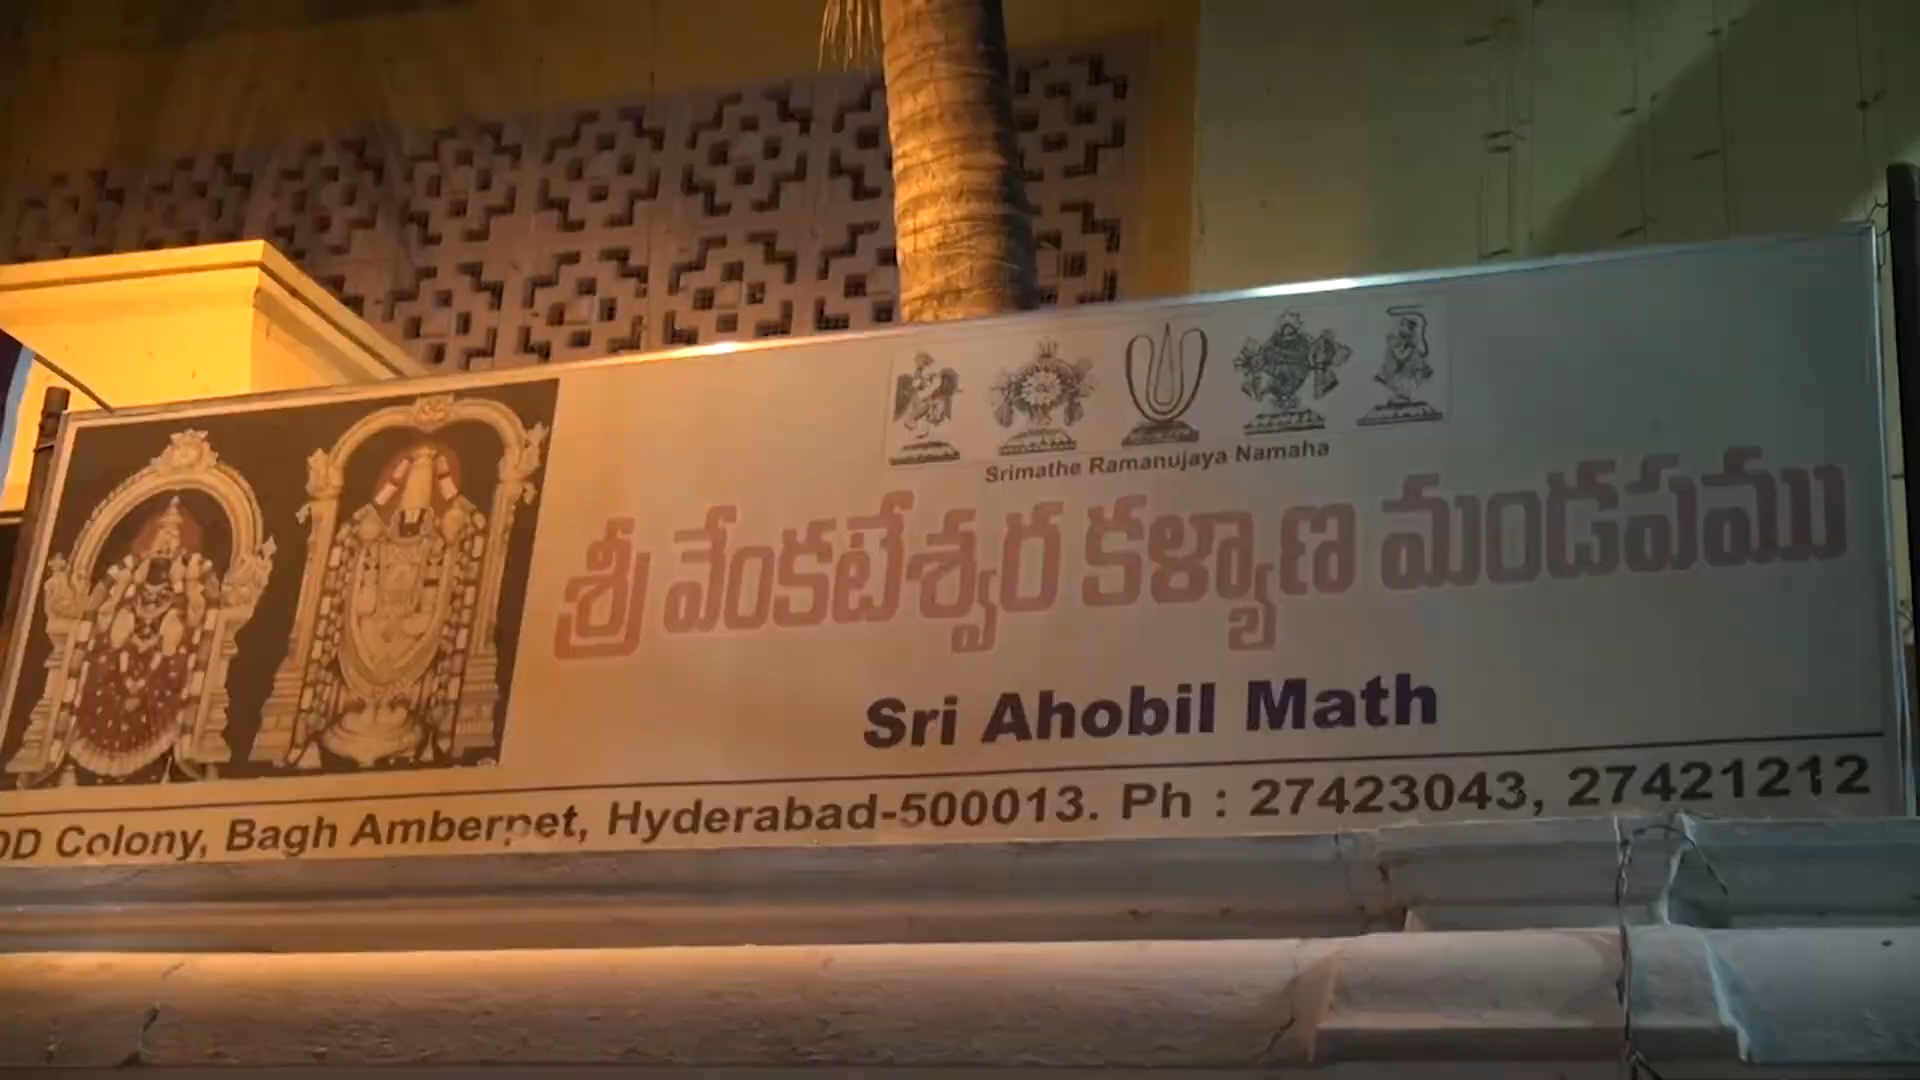 Srimathe Ramanujaya Namaha
శ్రీ వేంకటేశ్వర కళ్యాణ మండపము
Sri Ahobil Math
DD Colony, Bagh Amberpet, Hyderabad-500013. Ph : 27423043, 27421212